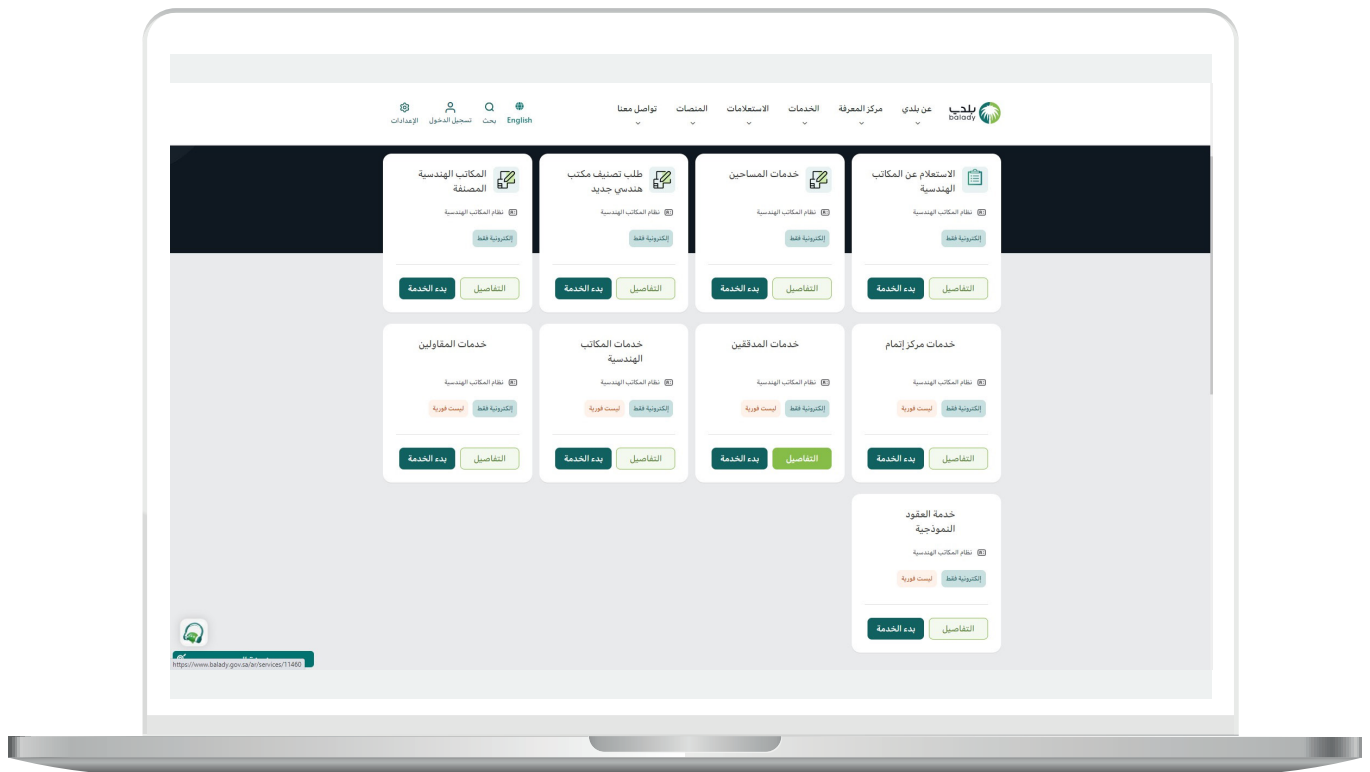 بلدي
balady
عن بلدي
مركز المعرفة
الخدمات
الاستعلامات
المنصات
تواصل معنا
English
بحث
تسجيل الدخول
الإعدادات
الاستعلام عن المكاتب
الهندسية
نظام المكاتب الهندسية
إلكترونية فقط
التفاصيل
بدء الخدمة
خدمات المساحين
نظام المكاتب الهندسية
إلكترونية فقط
التفاصيل
بدء الخدمة
طلب تصنيف مكتب
هندسي جديد
نظام المكاتب الهندسية
إلكترونية فقط
التفاصيل
بدء الخدمة
المكاتب الهندسية
المصنفة
نظام المكاتب الهندسية
إلكترونية فقط
التفاصيل
بدء الخدمة
خدمات مركز إتمام
نظام المكاتب الهندسية
إلكترونية فقط
ليست فورية
التفاصيل
بدء الخدمة
خدمات المدققين
نظام المكاتب الهندسية
إلكترونية فقط
ليست فورية
التفاصيل
بدء الخدمة
خدمات المكاتب
الهندسية
نظام المكاتب الهندسية
إلكترونية فقط
ليست فورية
التفاصيل
بدء الخدمة
خدمات المقاولين
نظام المكاتب الهندسية
إلكترونية فقط
ليست فورية
التفاصيل
بدء الخدمة
خدمة العقود
النموذجية
نظام المكاتب الهندسية
إلكترونية فقط
ليست فورية
التفاصيل
بدء الخدمة
https://www.balady.gov.sa/ar/services/11460